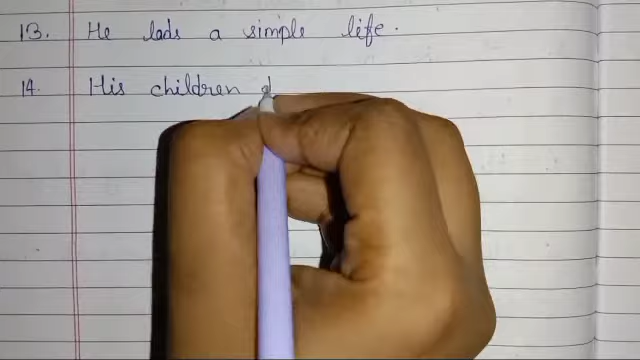 13. He lads a simple life.
14. His children d